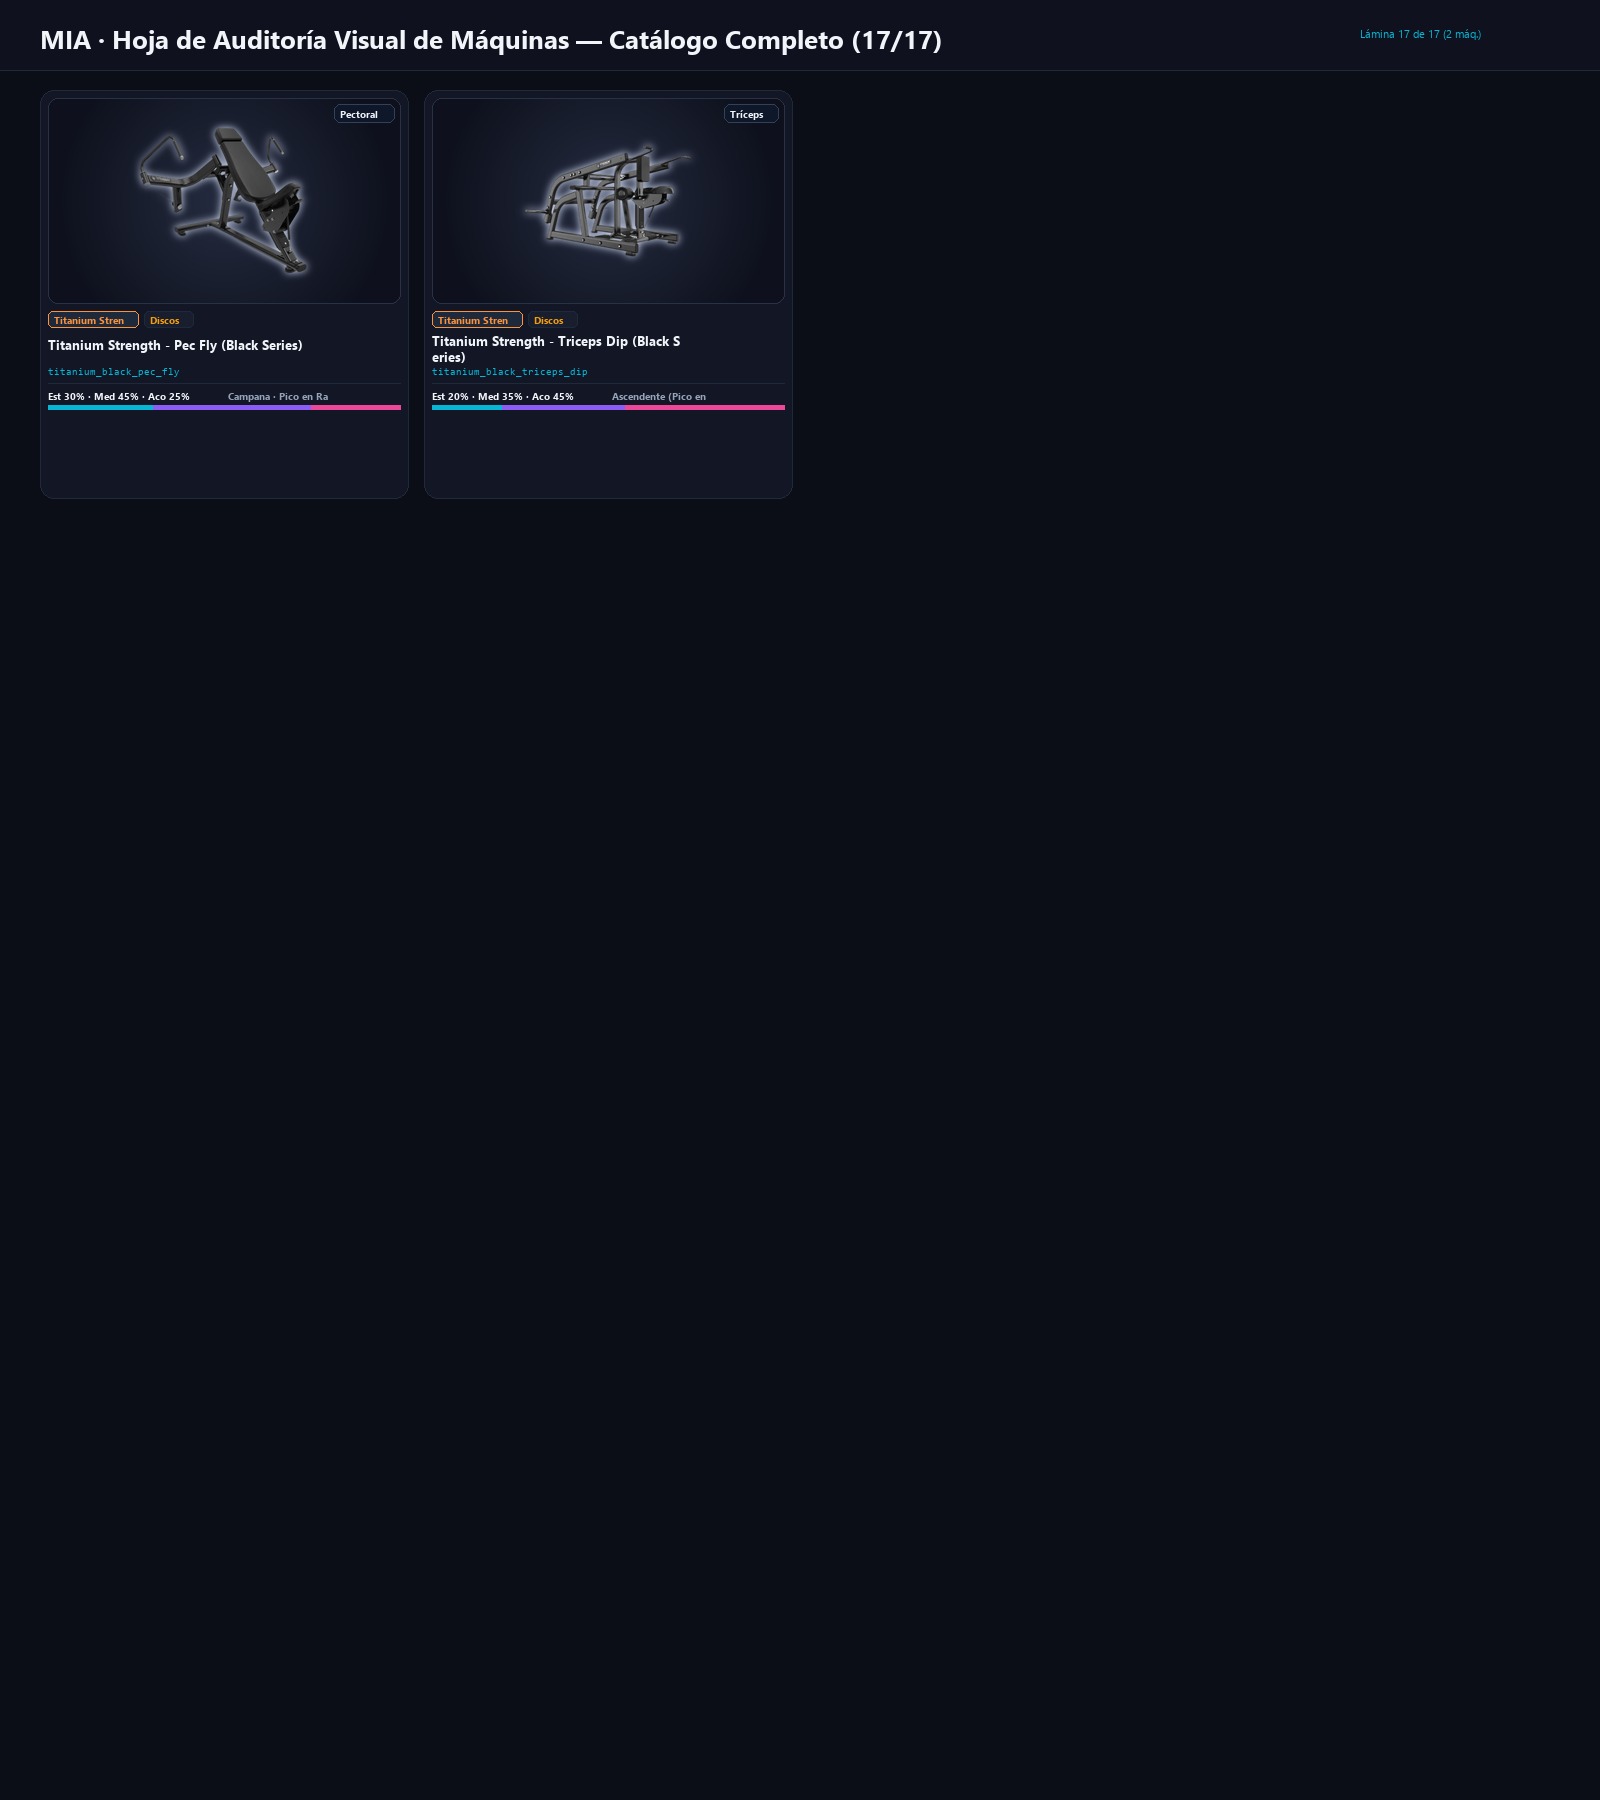 MIA · Hoja de Auditoría Visual de Máquinas — Catálogo Completo (17/17)
Lámina 17 de 17 (2 máq.)
Pectoral
Titanium Stren
Discos
Titanium Strength - Pec Fly (Black Series)
titanium_black_pec_fly
Est 30% · Med 45% · Aco 25%
Campana · Pico en Ra
Tríceps
Titanium Stren
Discos
Titanium Strength - Triceps Dip (Black S
eries)
titanium_black_triceps_dip
Est 20% · Med 35% · Aco 45%
Ascendente (Pico en